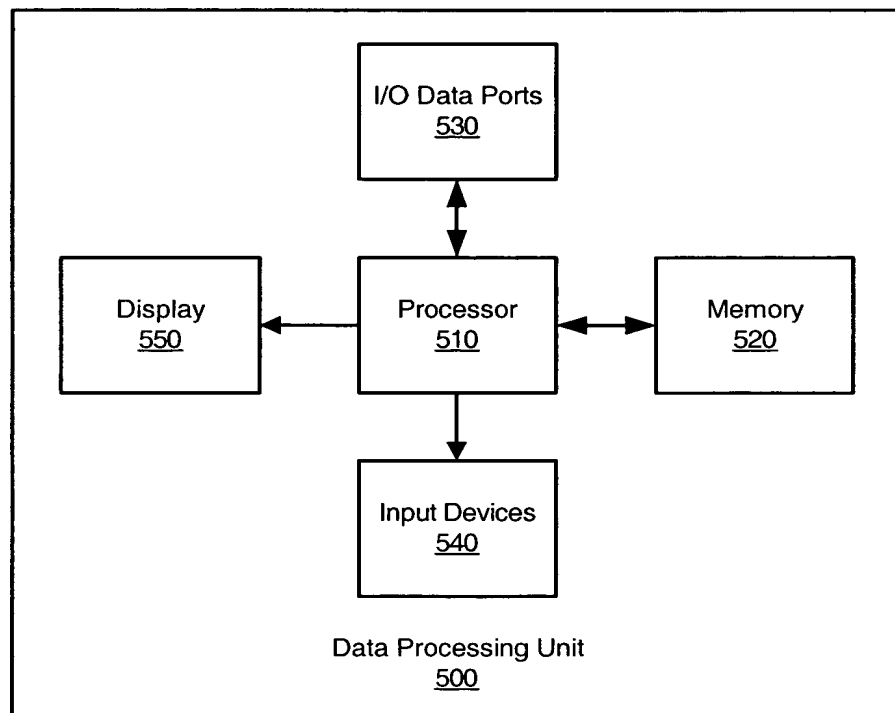 I/O Data Ports
530
Display
550
Processor
510
Memory
520
Input Devices
540
Data Processing Unit
500